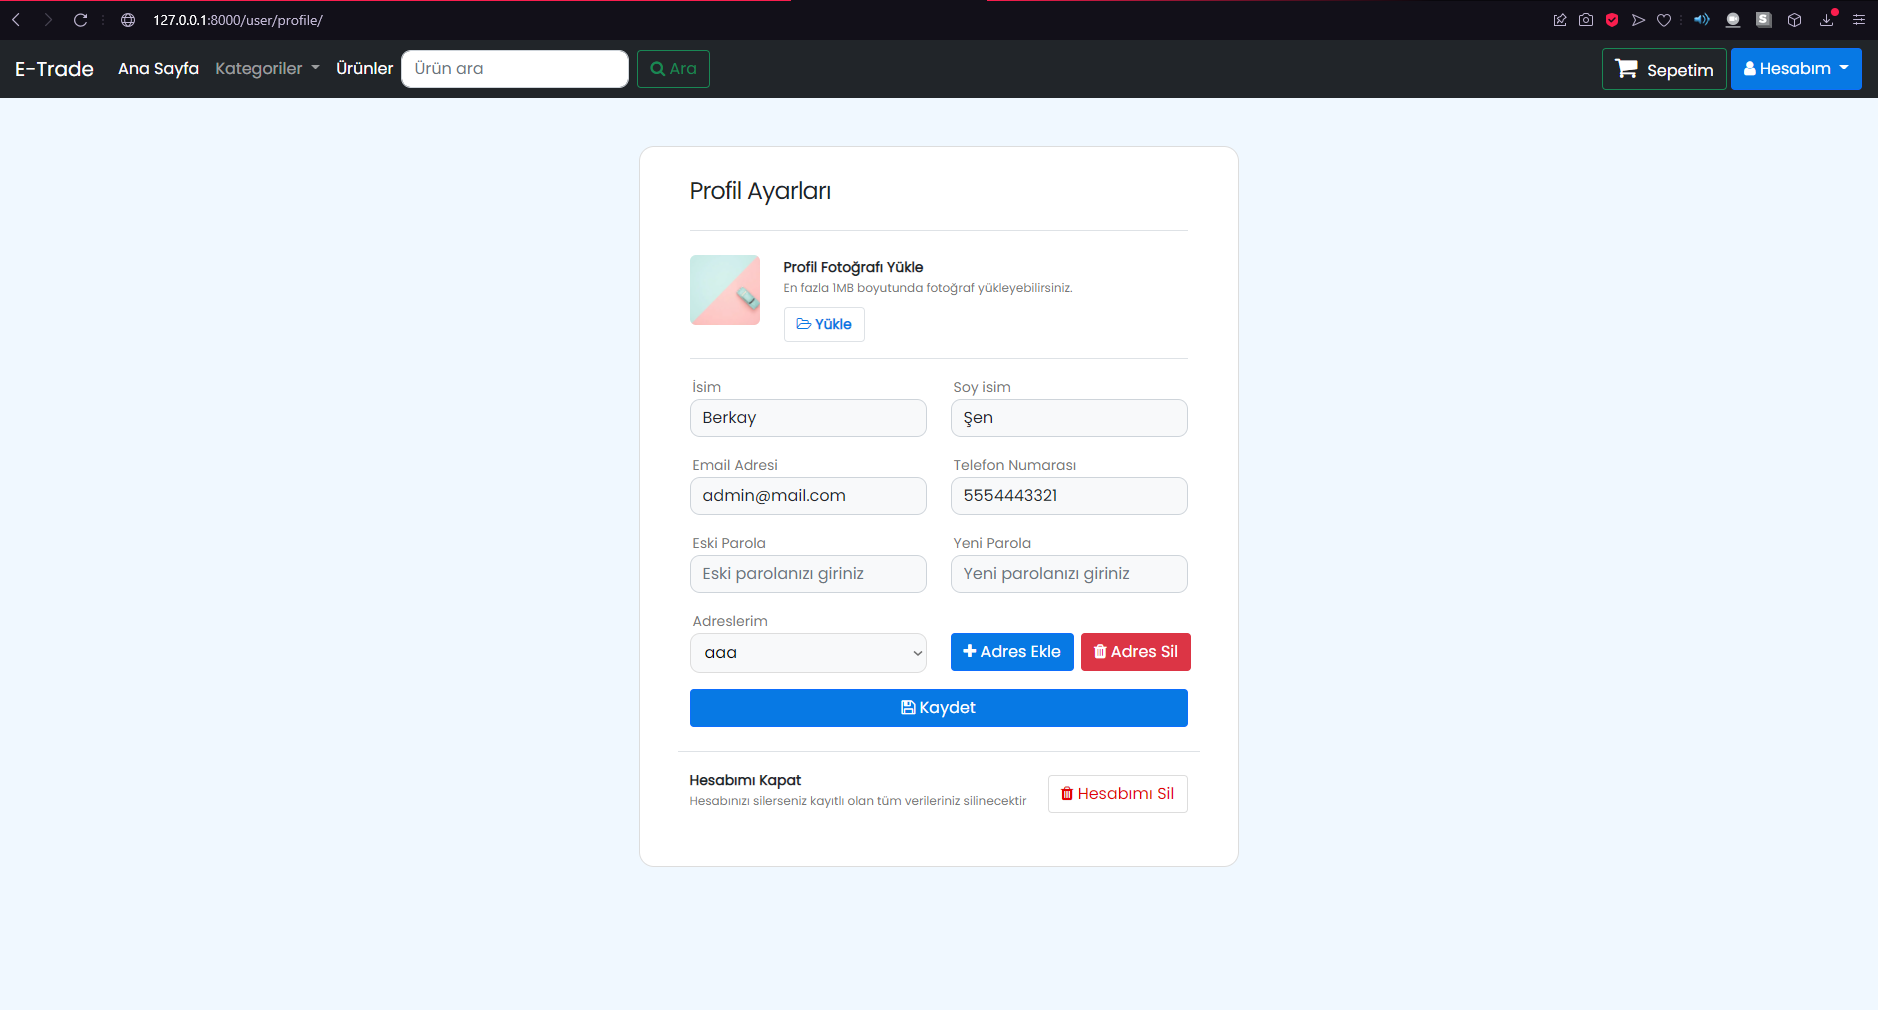 127.0.0.1:8000/user/profile/
E-Trade Ana Sayfa Kategoriler Ürünler Ürün ara Ara Sepetim Hesabım
Profil Ayarları
Profil Fotoğrafı Yükle
En fazla 1MB boyutunda fotoğraf yükleyebilirsiniz.
Yükle
İsim Soy isim
Berkay Şen
Email Adresi Telefon Numarası
admin@mail.com 5554443321
Eski Parola Yeni Parola
Eski parolanızı giriniz Yeni parolanızı giriniz
Adreslerim
aaa Adres Ekle Adres Sil
Kaydet
Hesabımı Kapat
Hesabınızı silerseniz kayıtlı olan tüm verileriniz silinecektir
Hesabımı Sil